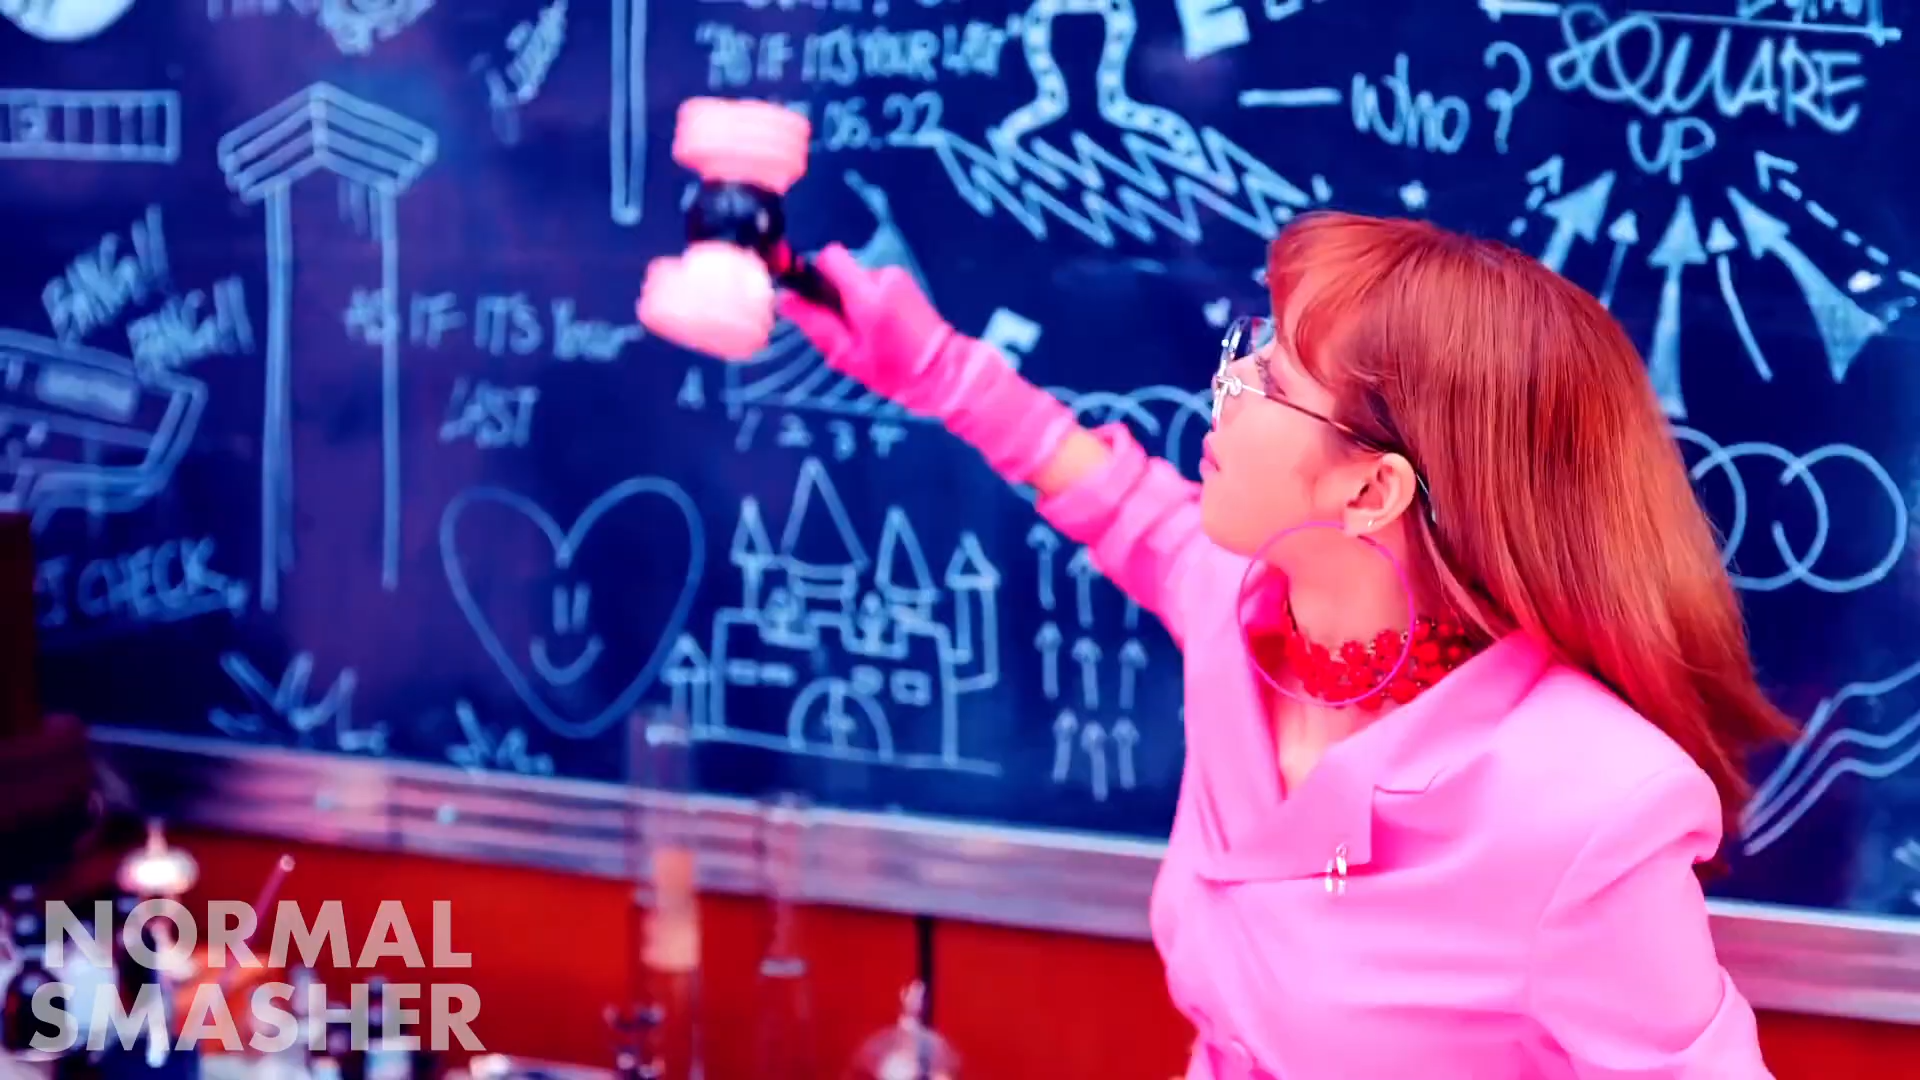 "AS IF IT'S YOUR LAST"
.06.22
Who?
SQUARE
UP
BANG!!
BANG!!
AS IF ITS Your
LAST
A
1 2 3 4
E
CHECK
NORMAL
SMASHER